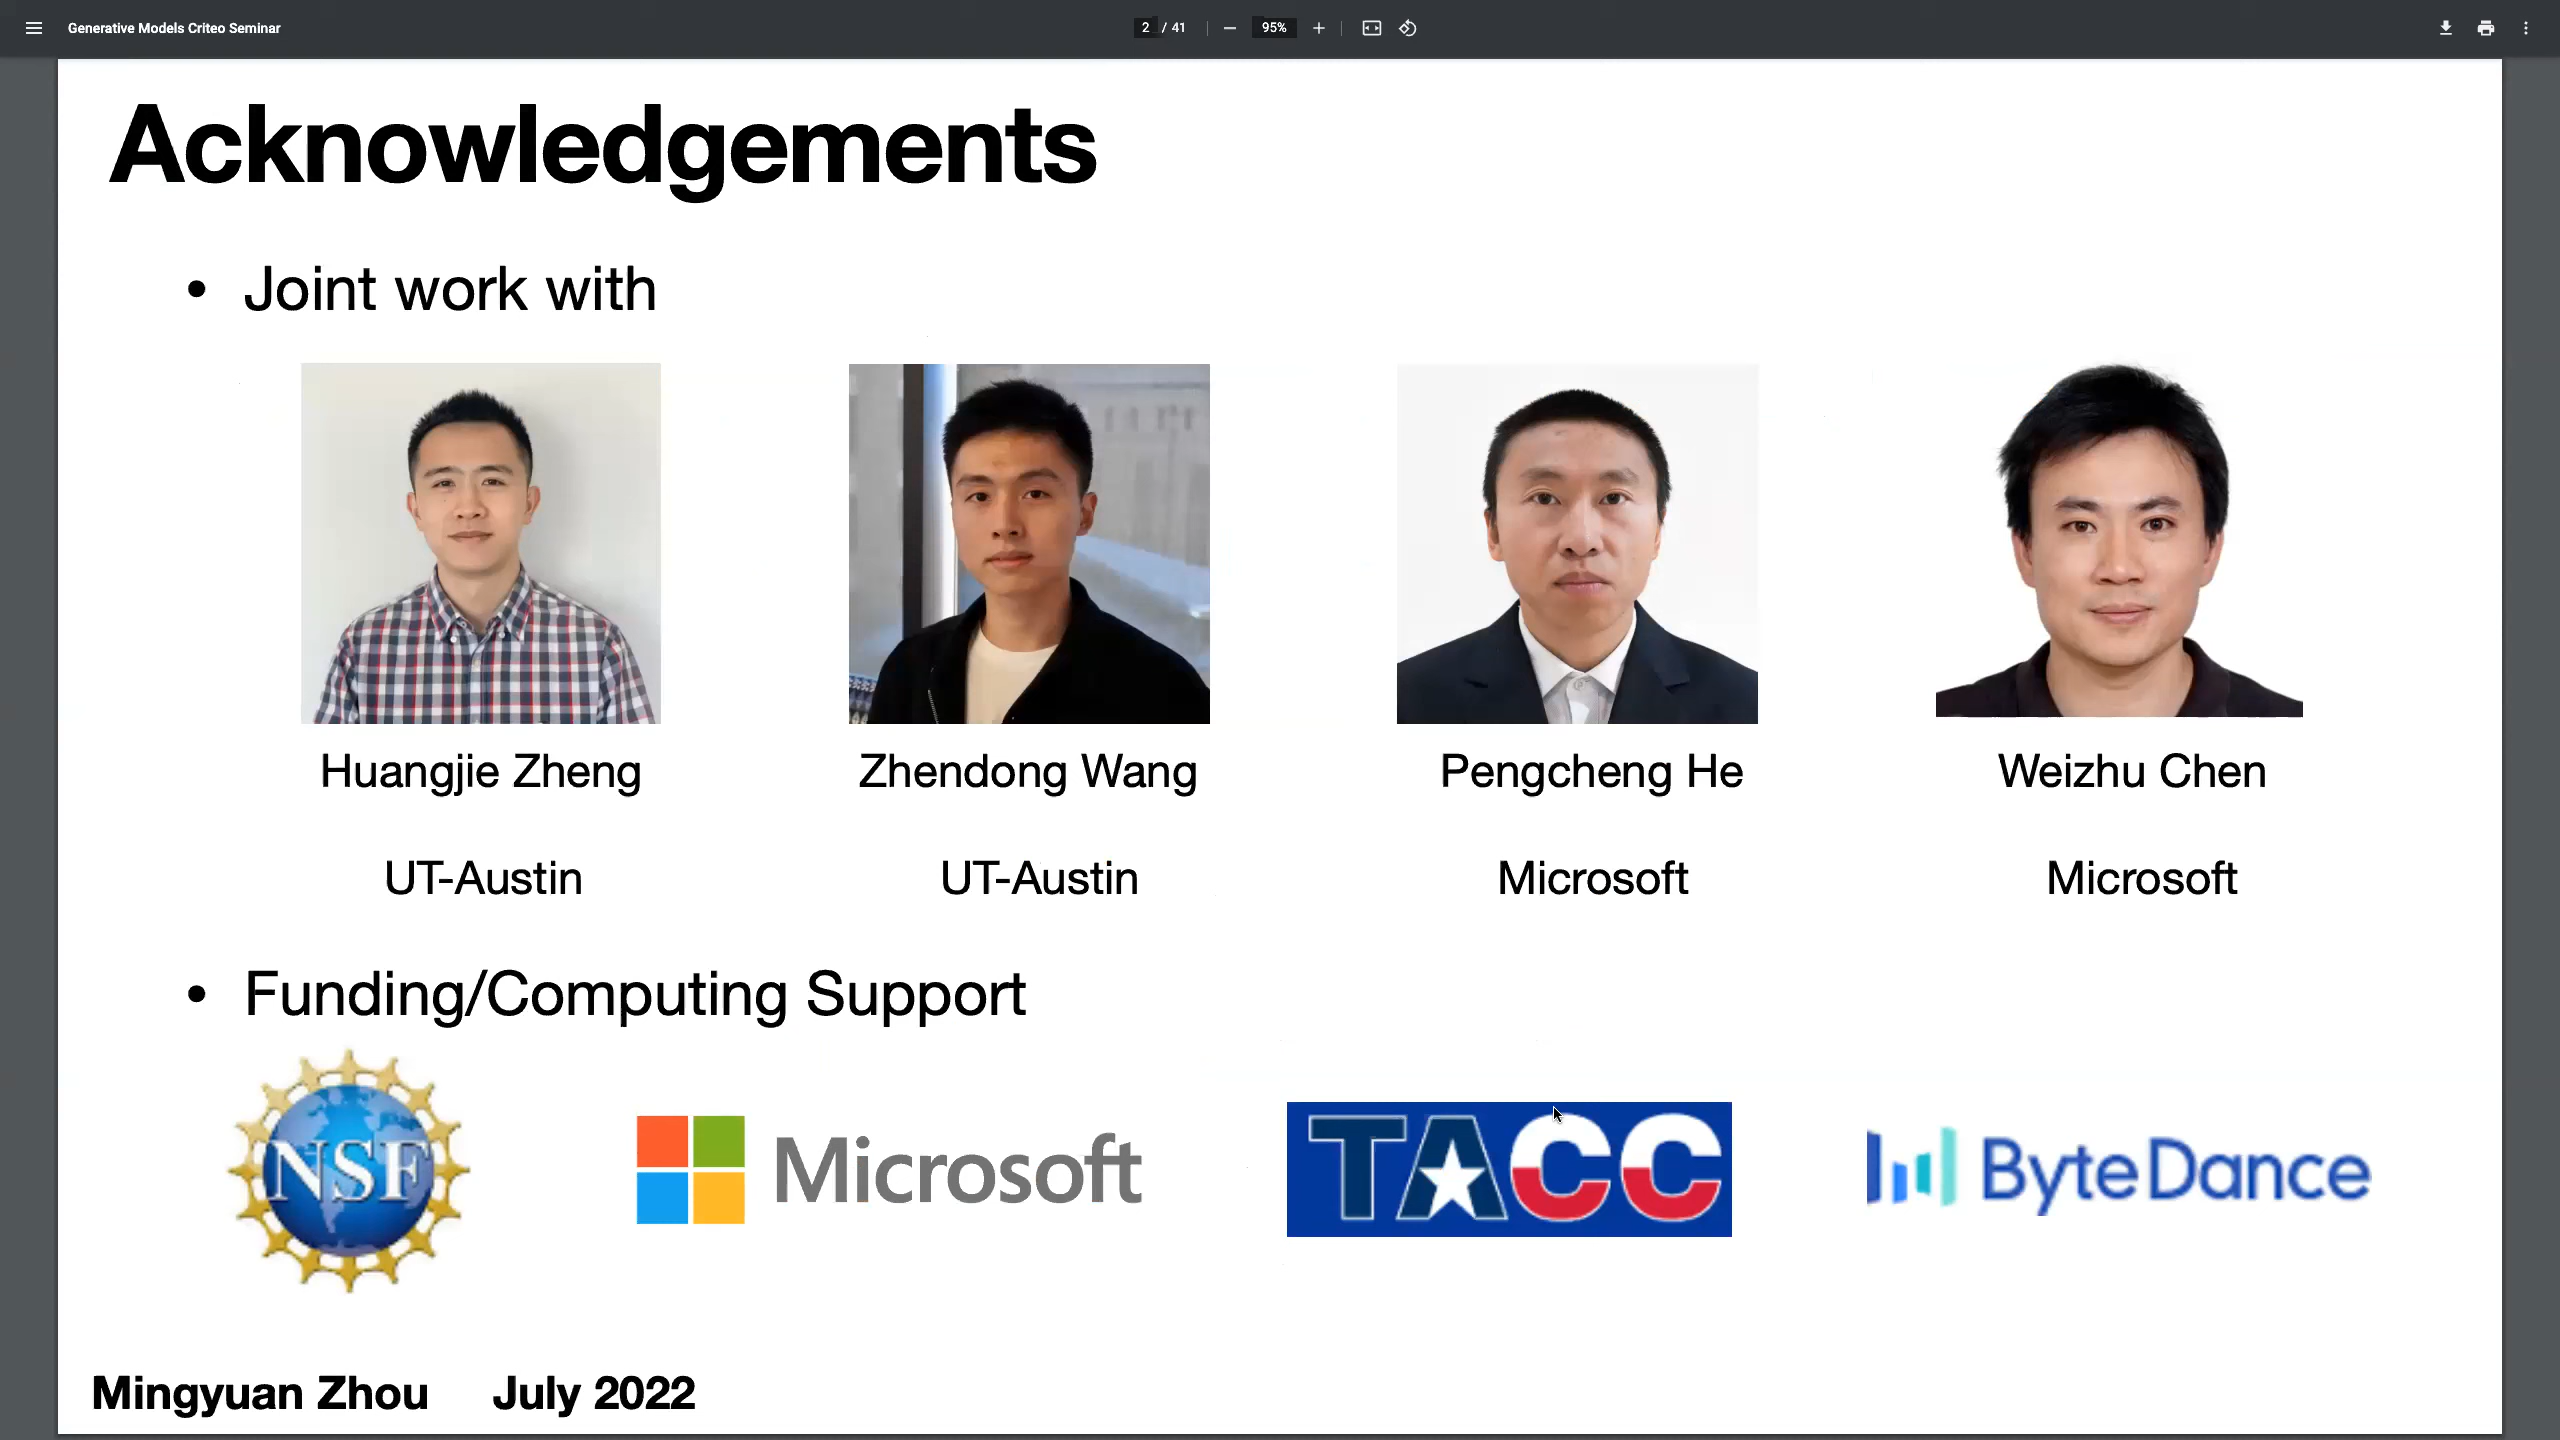 Generative Models Criteo Seminar
2 / 41
95%
Acknowledgements
• Joint work with
Huangjie Zheng
Zhendong Wang
Pengcheng He
Weizhu Chen
UT-Austin
UT-Austin
Microsoft
Microsoft
• Funding/Computing Support
NSF
Microsoft
TACC
ByteDance
Mingyuan Zhou July 2022